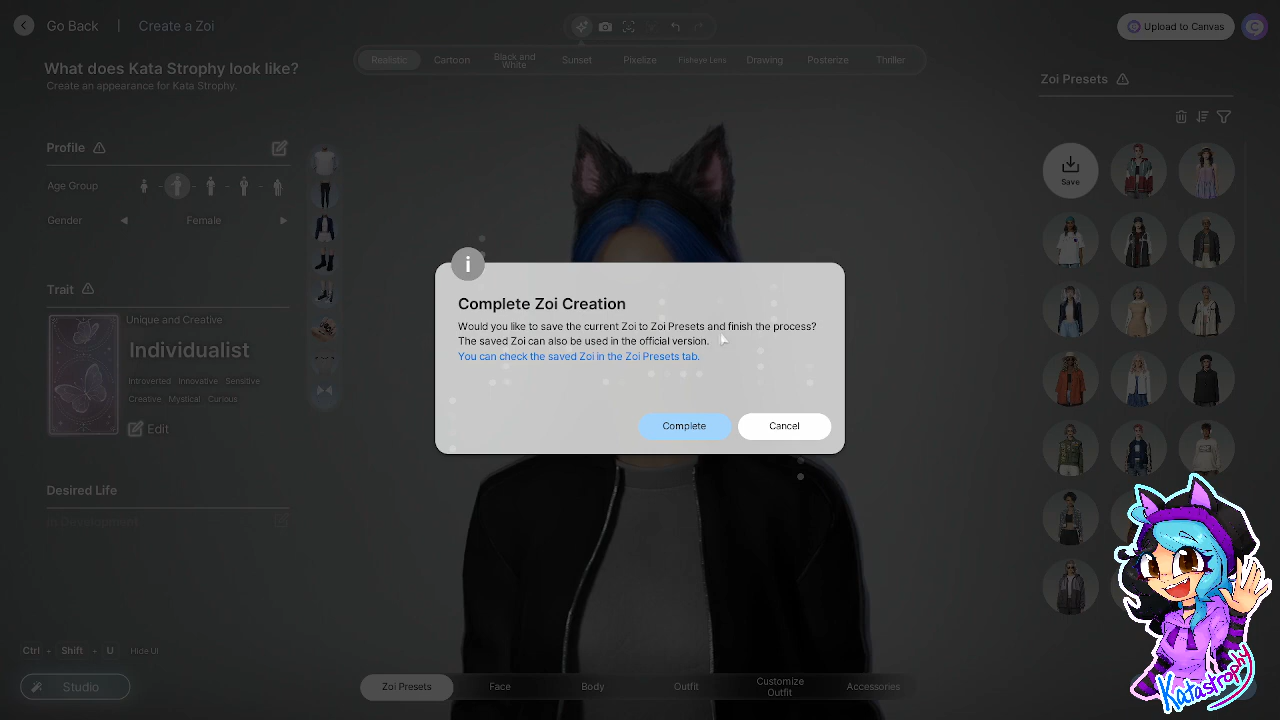 Go Back | Create a Zoi
Upload to Canvas
Realistic
Cartoon
Black and
White
Sunset
Pixelize
Fisheye Lens
Drawing
Posterize
Thriller
What does Kata Strophy look like?
Create an appearance for Kata Strophy.
Zoi Presets
Profile
Age Group
Gender
Female
Save
Trait
Unique and Creative
Individualist
Introverted Innovative Sensitive
Creative Mystical Curious
Edit
Desired Life
i
Complete Zoi Creation
Would you like to save the current Zoi to Zoi Presets and finish the process?
The saved Zoi can also be used in the official version.
You can check the saved Zoi in the Zoi Presets tab.
Complete
Cancel
Ctrl + Shift + U Hide UI
Studio
Zoi Presets
Face
Body
Outfit
Customize
Outfit
Accessories
Katastrophy